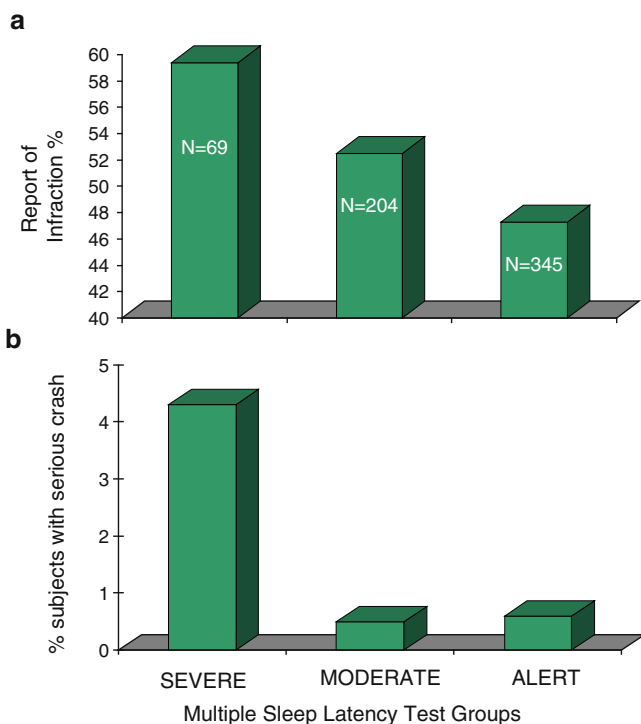 a
Report of
Infraction %
60
58
56
54
52
50
48
46
44
42
40
N=69
N=204
N=345
b
% subjects with serious crash
5
4
3
2
1
0
SEVERE MODERATE ALERT
Multiple Sleep Latency Test Groups